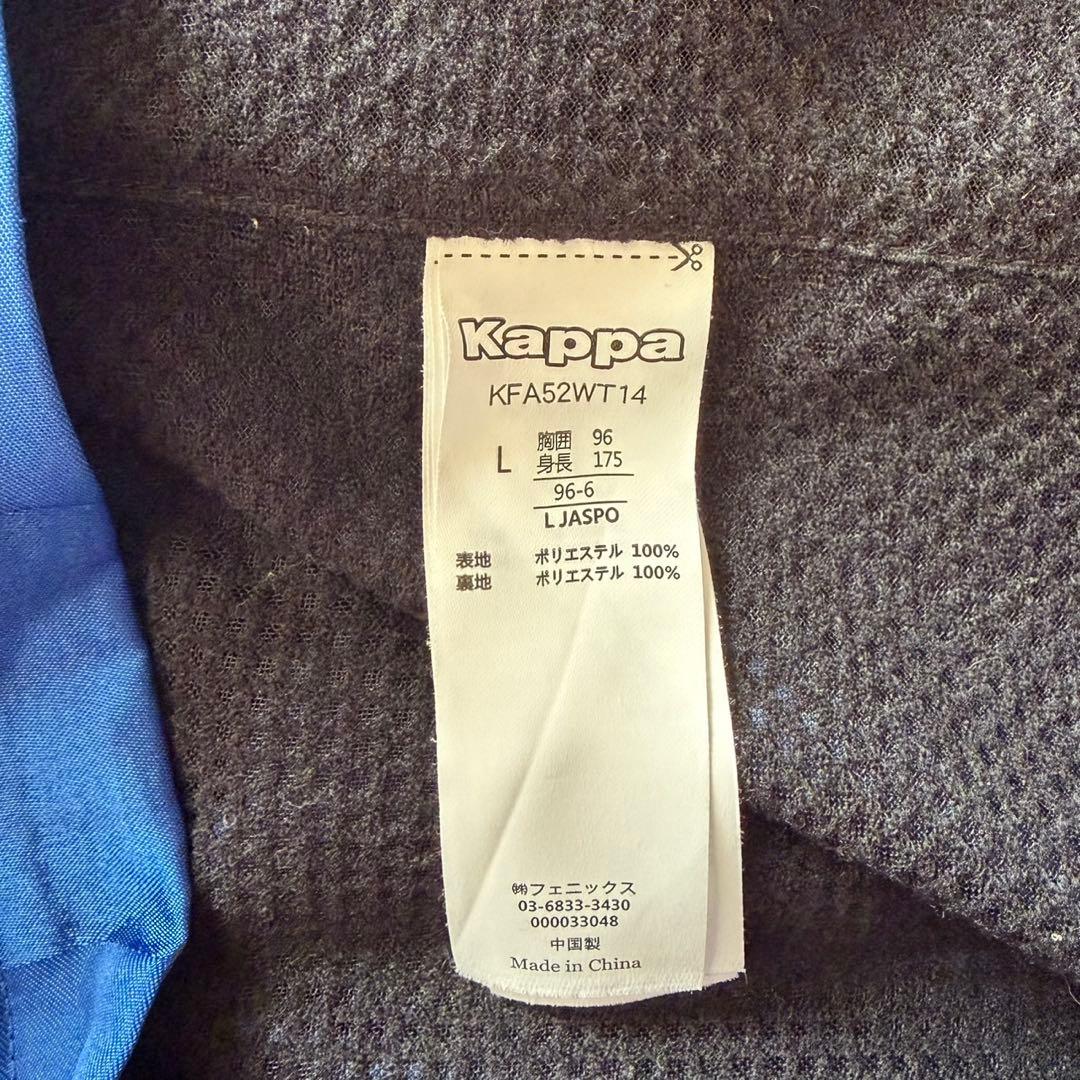 Kappa
KFA52WT14
L
胸囲 96
身長 175
96-6
L JASPO
表地 ポリエステル 100%
裏地 ポリエステル 100%
㈱フェニックス
03-6833-3430
000033048
中国製
Made in China